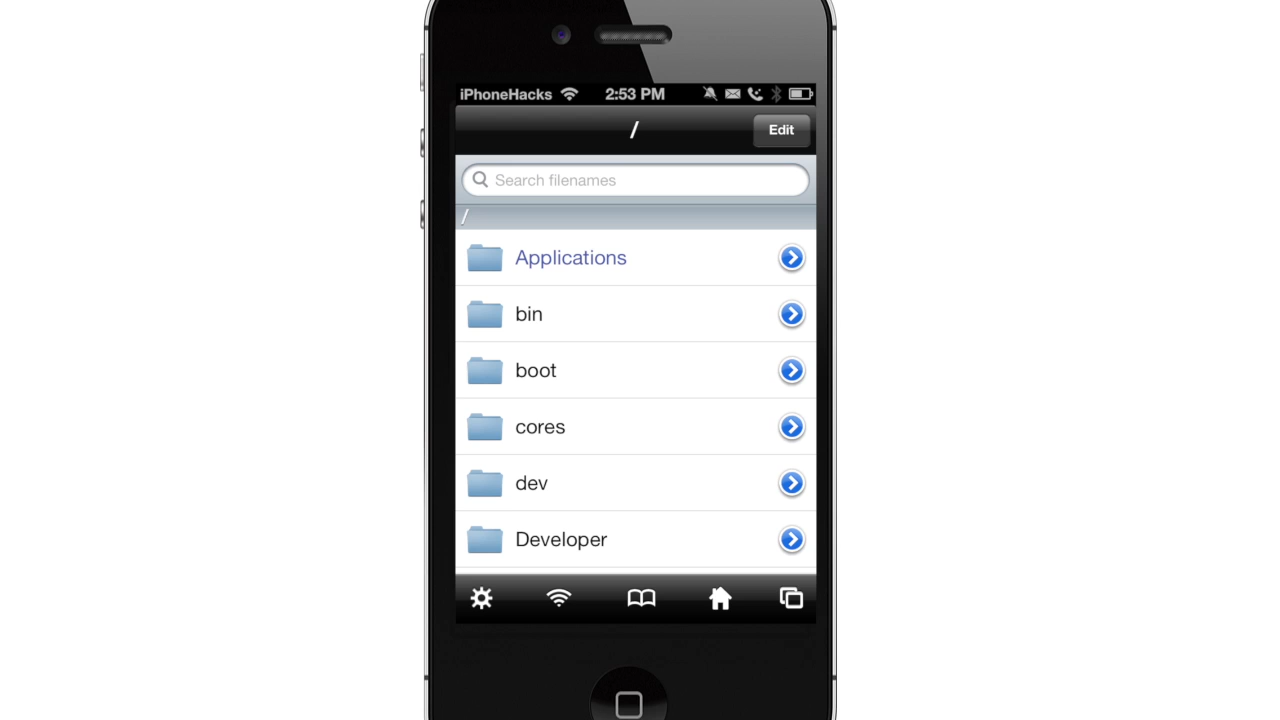 iPhoneHacks 2:53 PM
/ Edit
Search filenames
/
Applications
bin
boot
cores
dev
Developer